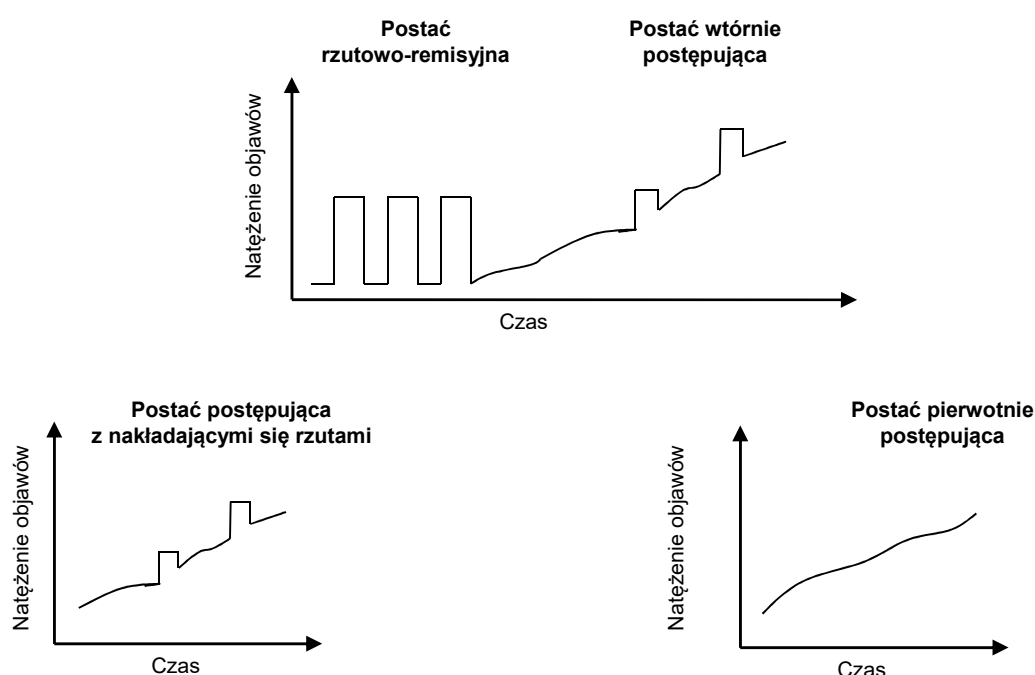 Postać
rzutowo-remisyjna
Postać wtórnie
postępująca
Natężenie objawów
Czas
Postać postępująca
z nakładającymi się rzutami
Natężenie objawów
Czas
Postać pierwotnie
postępująca
Natężenie objawów
Czas